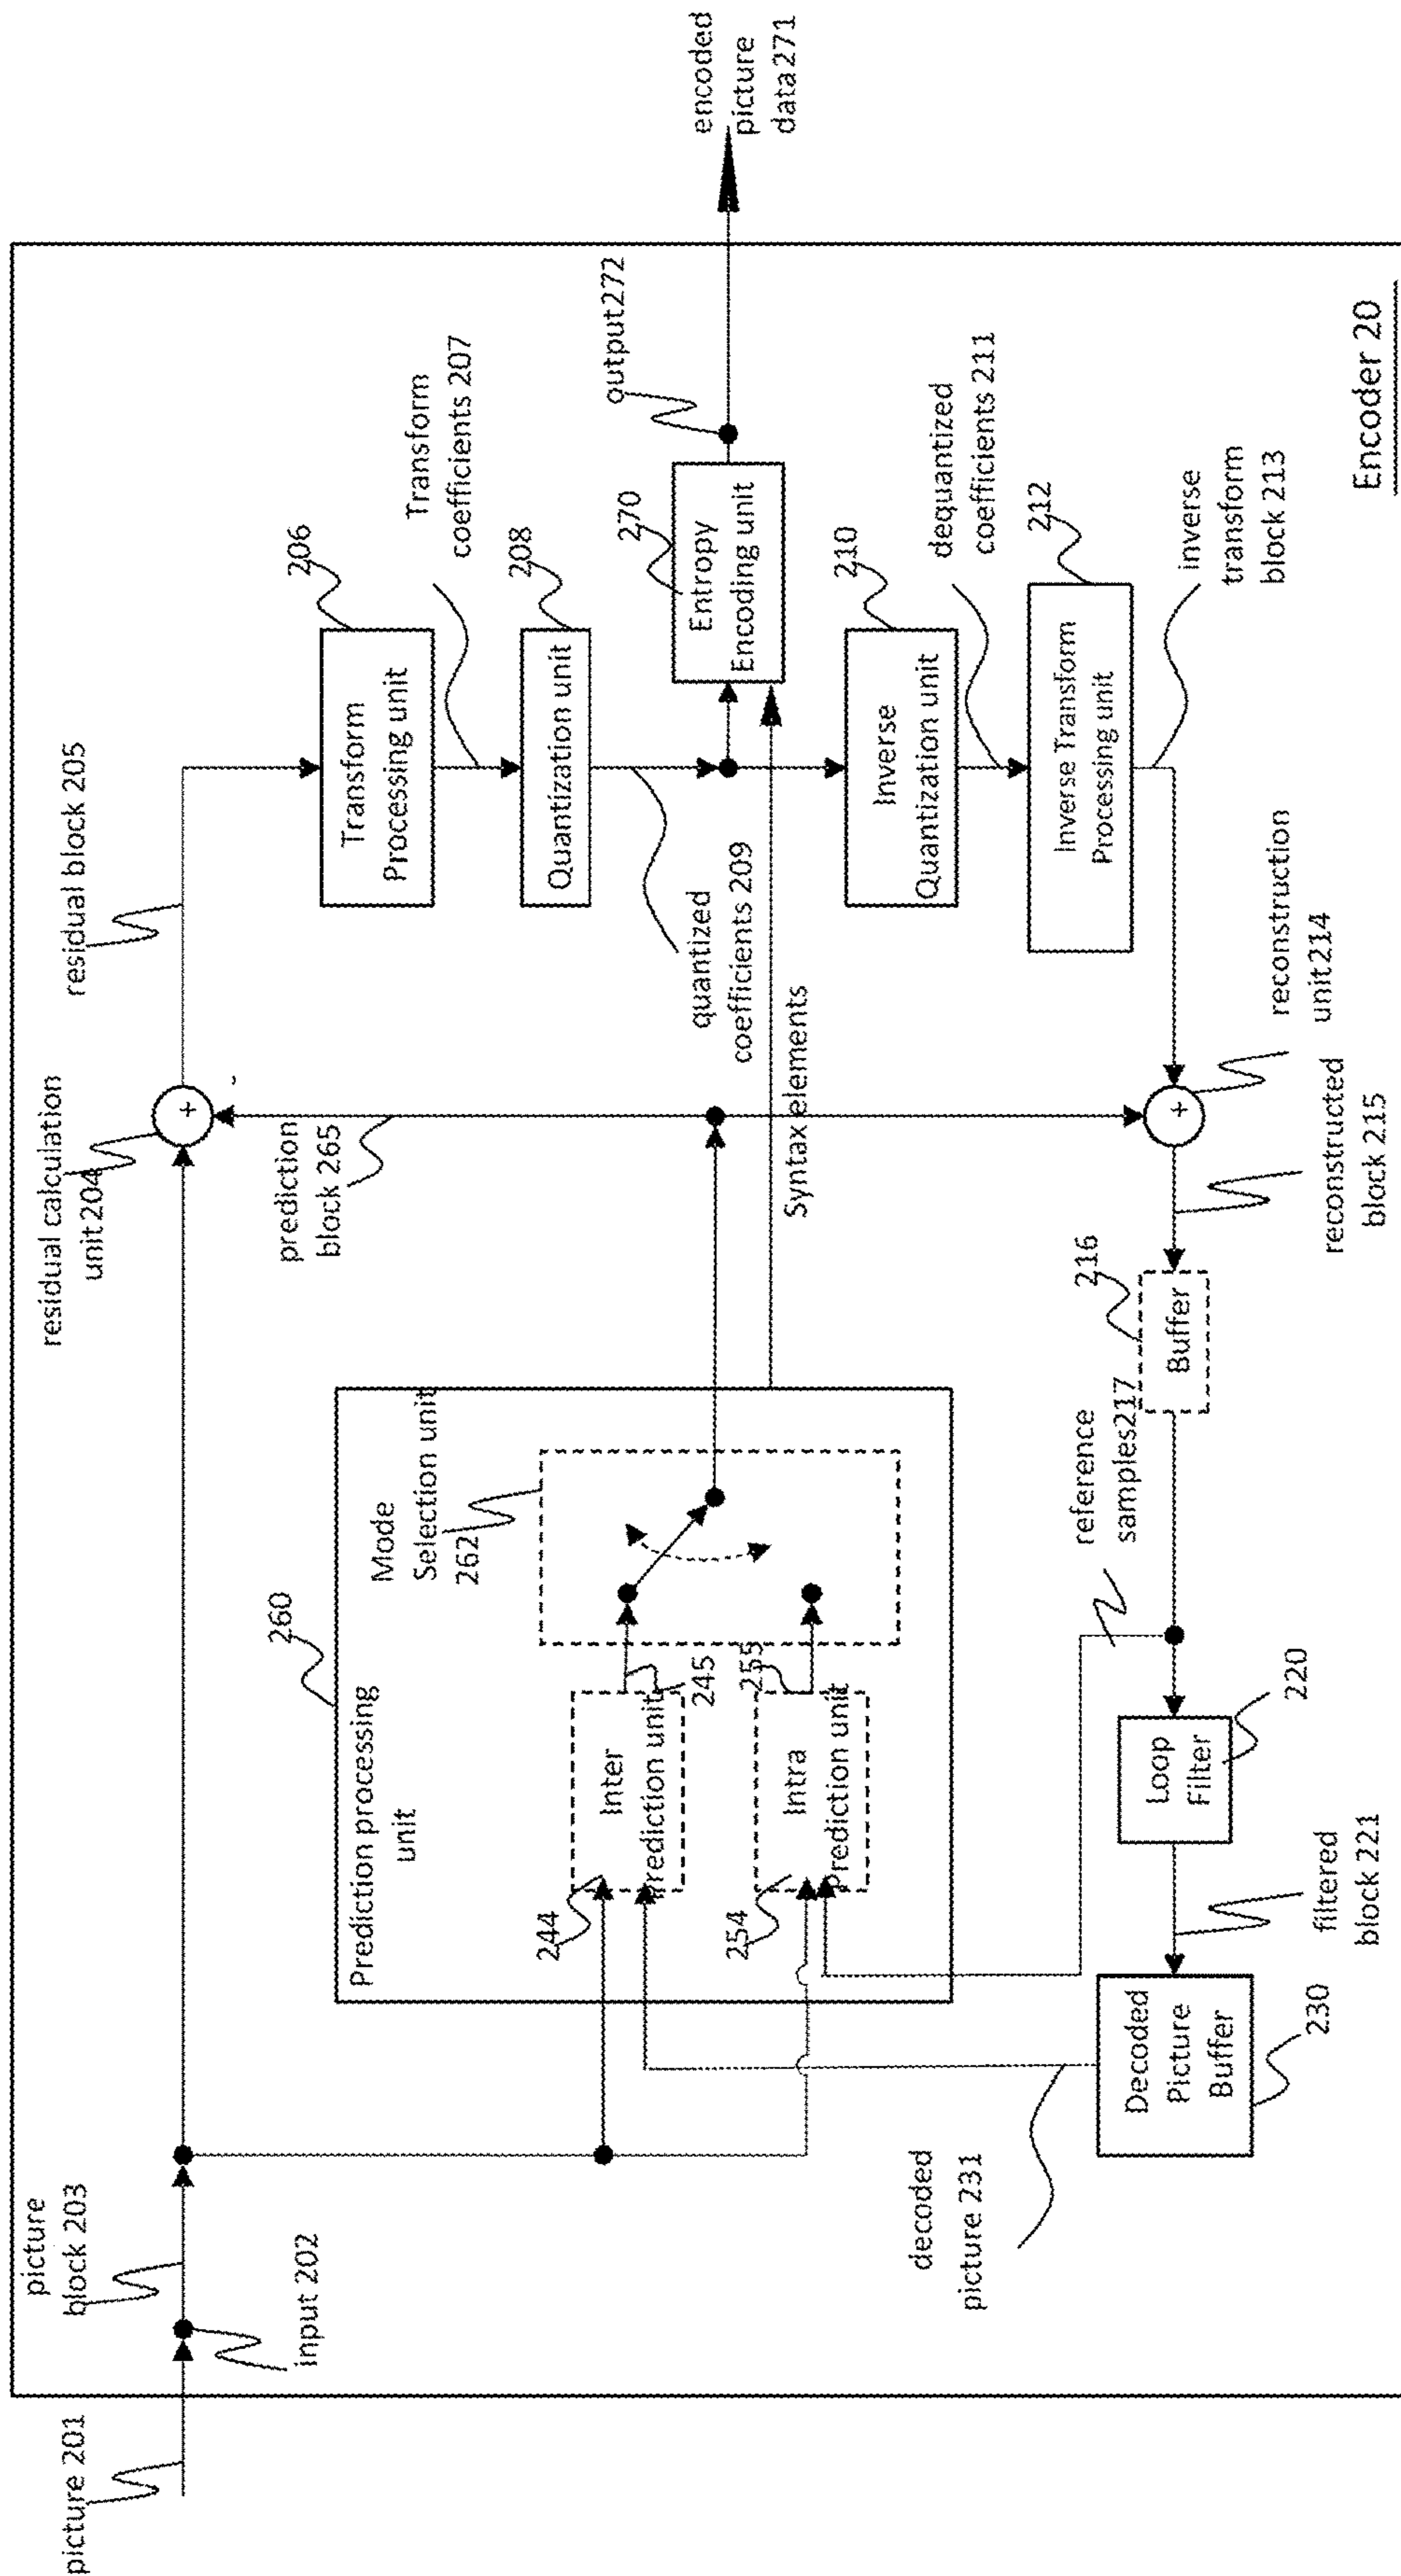 picture 201
picture
block 203
input 202
residual calculation
unit 204
residual block 205
206
Transform
Processing unit
Transform
coefficients 207
208
Quantization unit
quantized
coefficients 209
270
Entropy
Encoding unit
output272
encoded
picture
data271
210
Inverse
Quantization unit
dequantized
coefficients 211
212
Inverse Transform
Processing unit
inverse
transform
block 213
prediction
block 265
+
-
Syntax elements
260
Prediction processing
unit
Mode
Selection unit
262
244
Inter
Prediction unit
245
254
Intra
Prediction unit
255
+
reconstruction
unit214
reconstructed
block 215
216
Buffer
reference
samples217
220
Loop
Filter
filtered
block 221
230
Decoded
Picture
Buffer
decoded
picture 231
Encoder 20